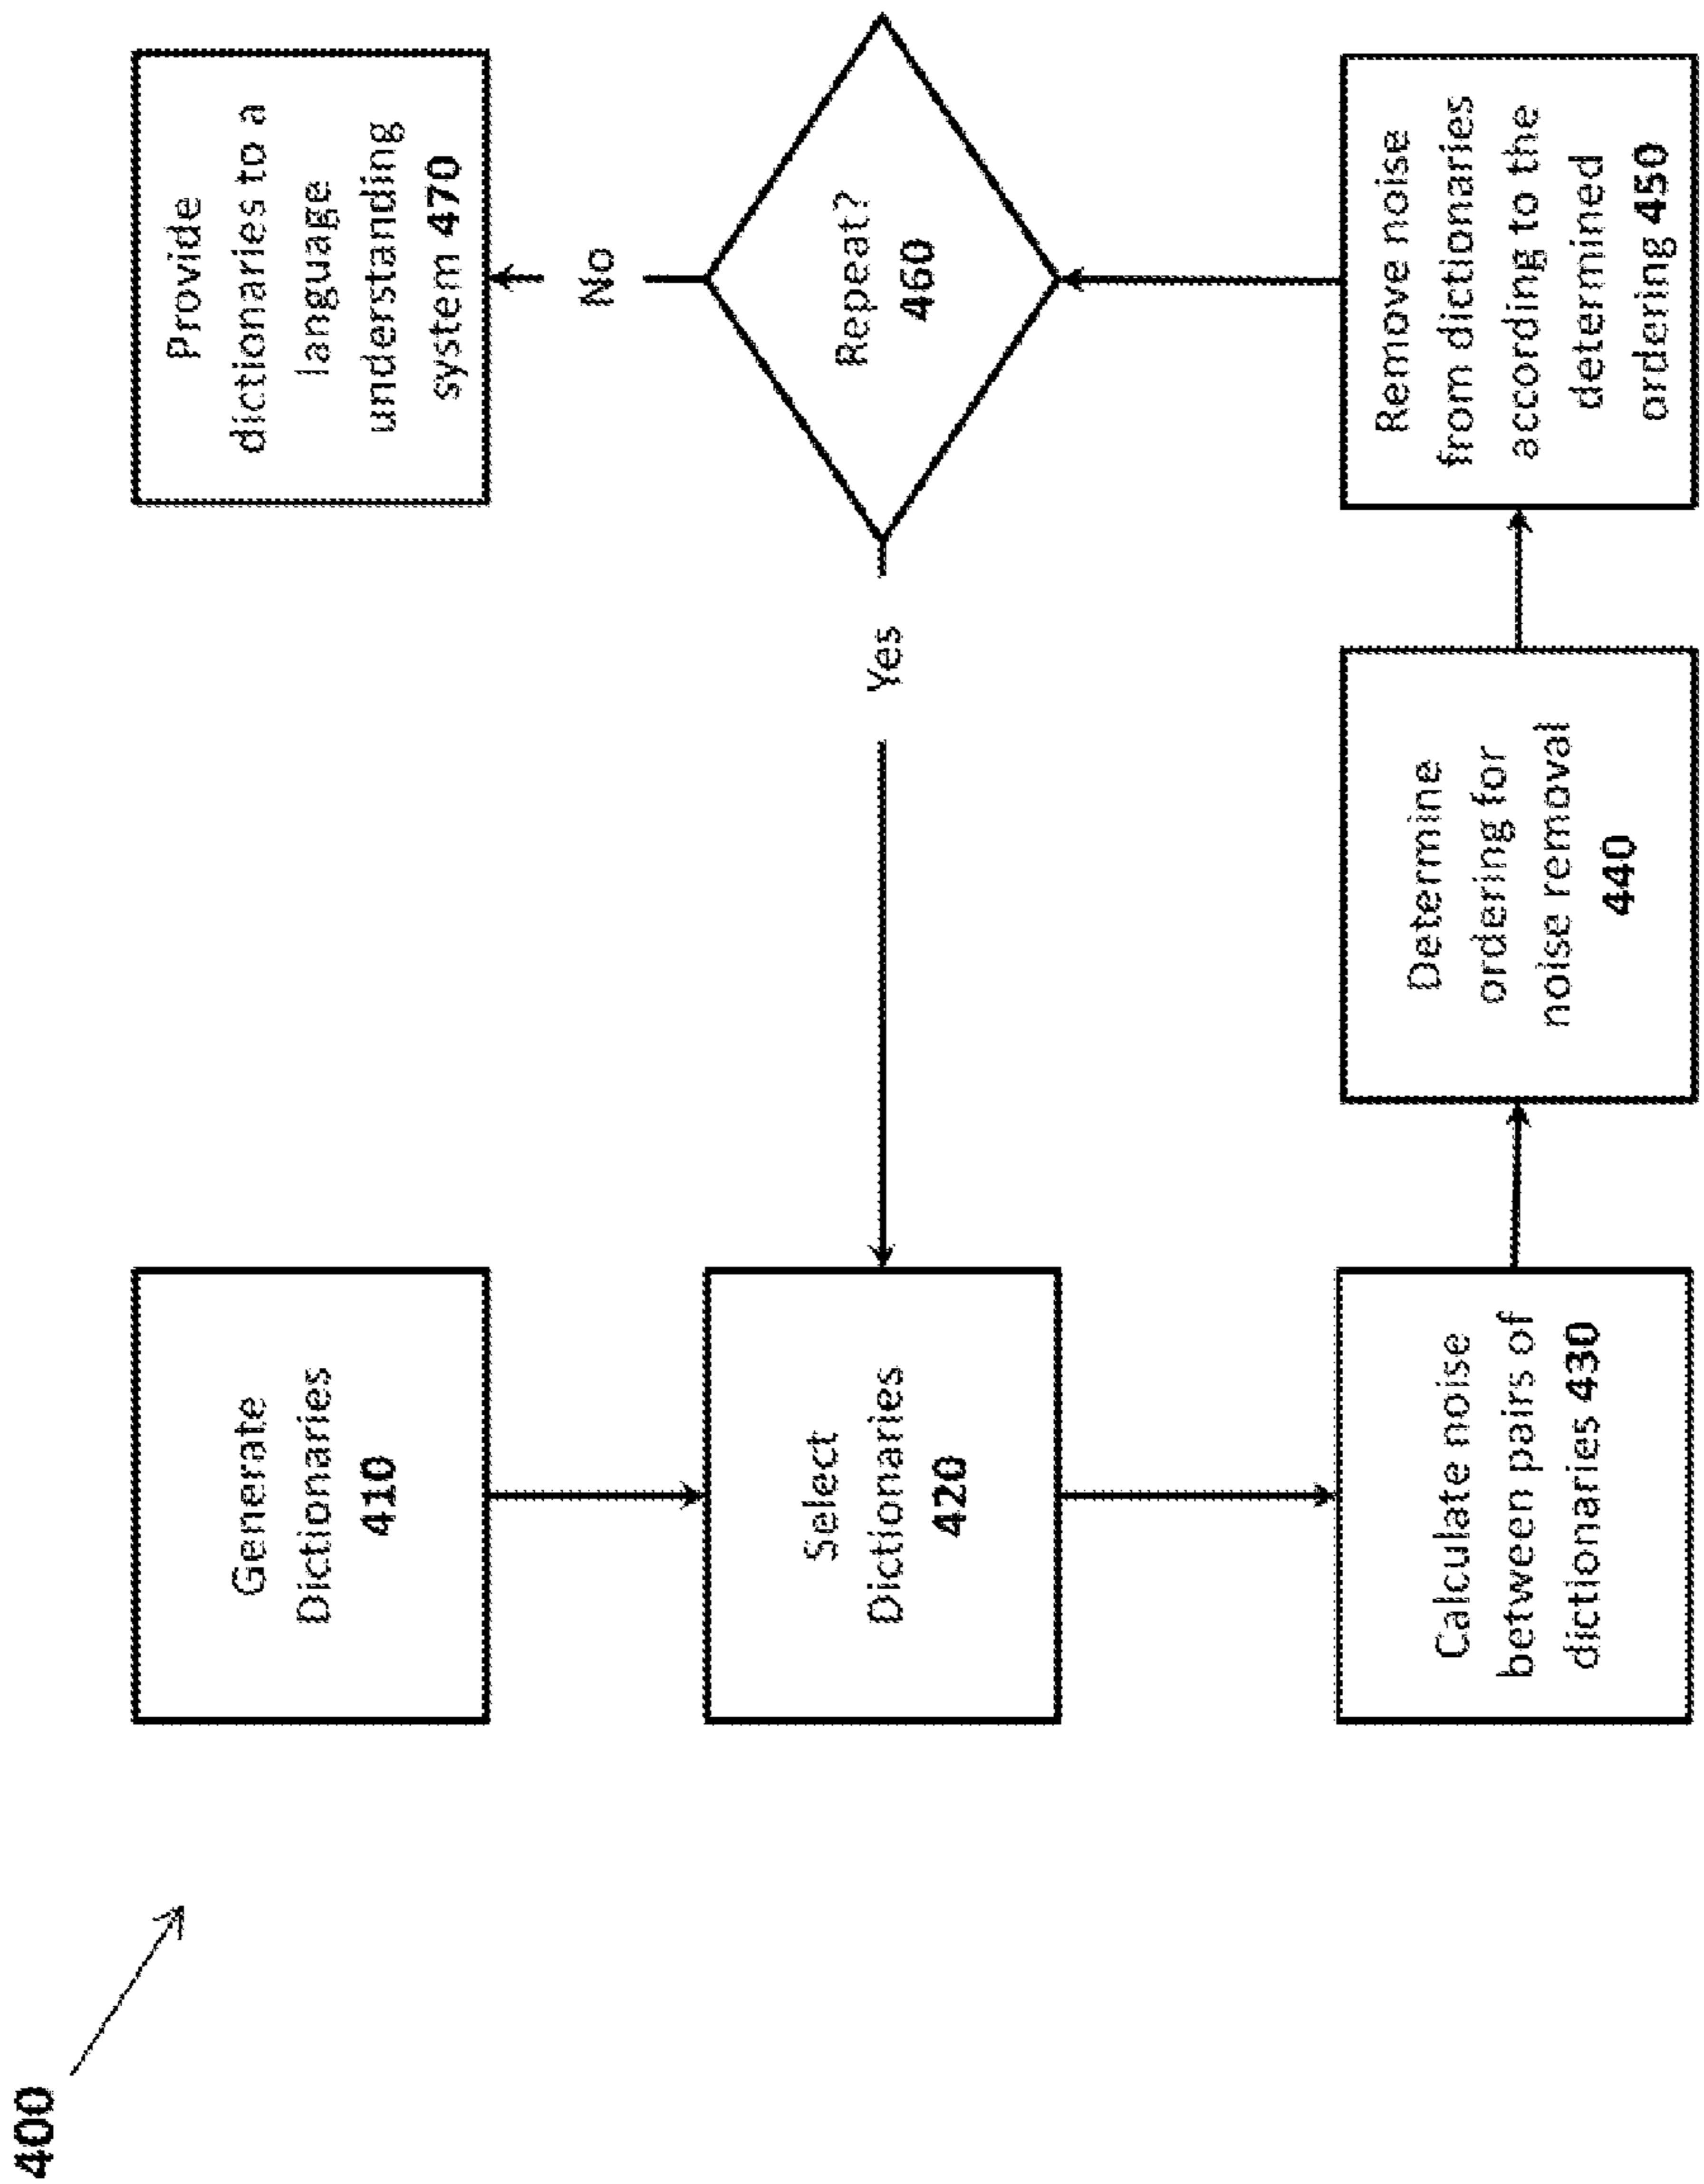 400
Generate
Dictionaries
410
Select
Dictionaries
420
Calculate noise
between pairs of
dictionaries 430
Determine
ordering for
noise removal
440
Remove noise
from dictionaries
according to the
determined
ordering 450
Repeat?
460
Yes
No
Provide
dictionaries to a
language
understanding
system 470